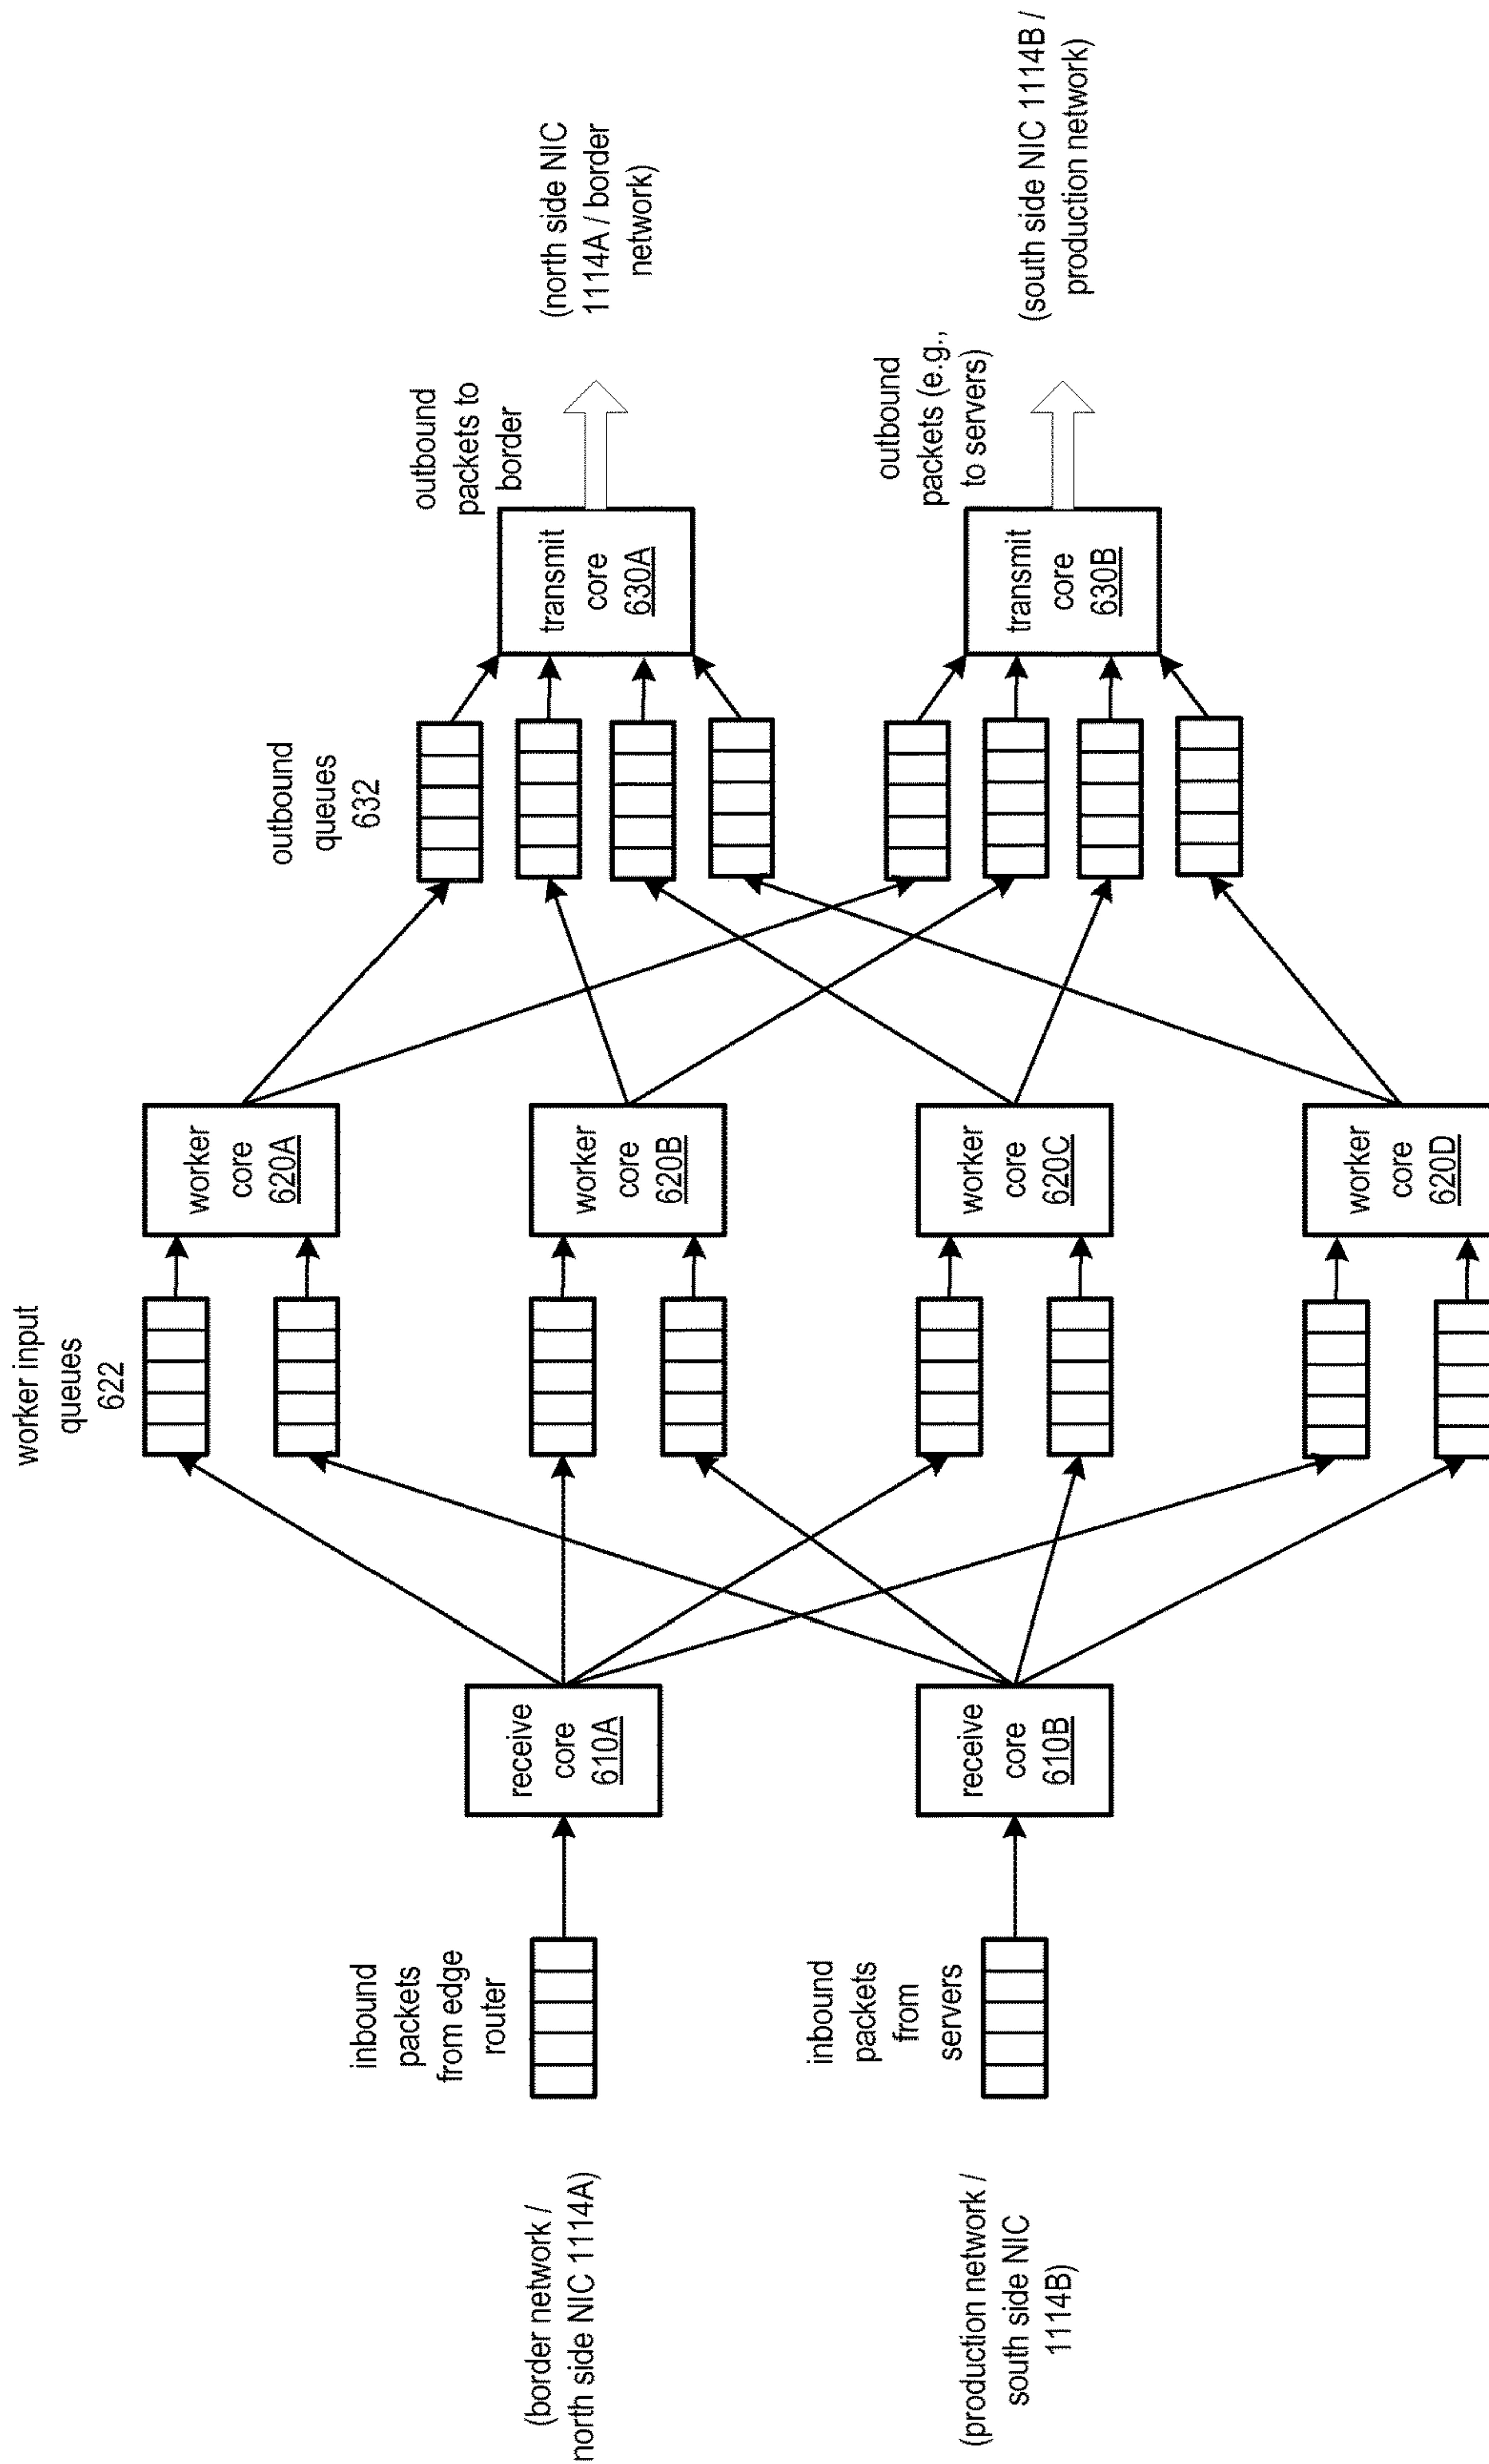 worker input
queues
622
outbound
queues
632
inbound
packets
from edge
router
(border network /
north side NIC 1114A)
receive
core
610A
worker
core
620A
worker
core
620B
transmit
core
630A
outbound
packets to
border
(north side NIC
1114A / border
network)
inbound
packets
from
servers
(production network /
south side NIC
1114B)
receive
core
610B
worker
core
620C
worker
core
620D
transmit
core
630B
outbound
packets (e.g.,
to servers)
(south side NIC 1114B /
production network)